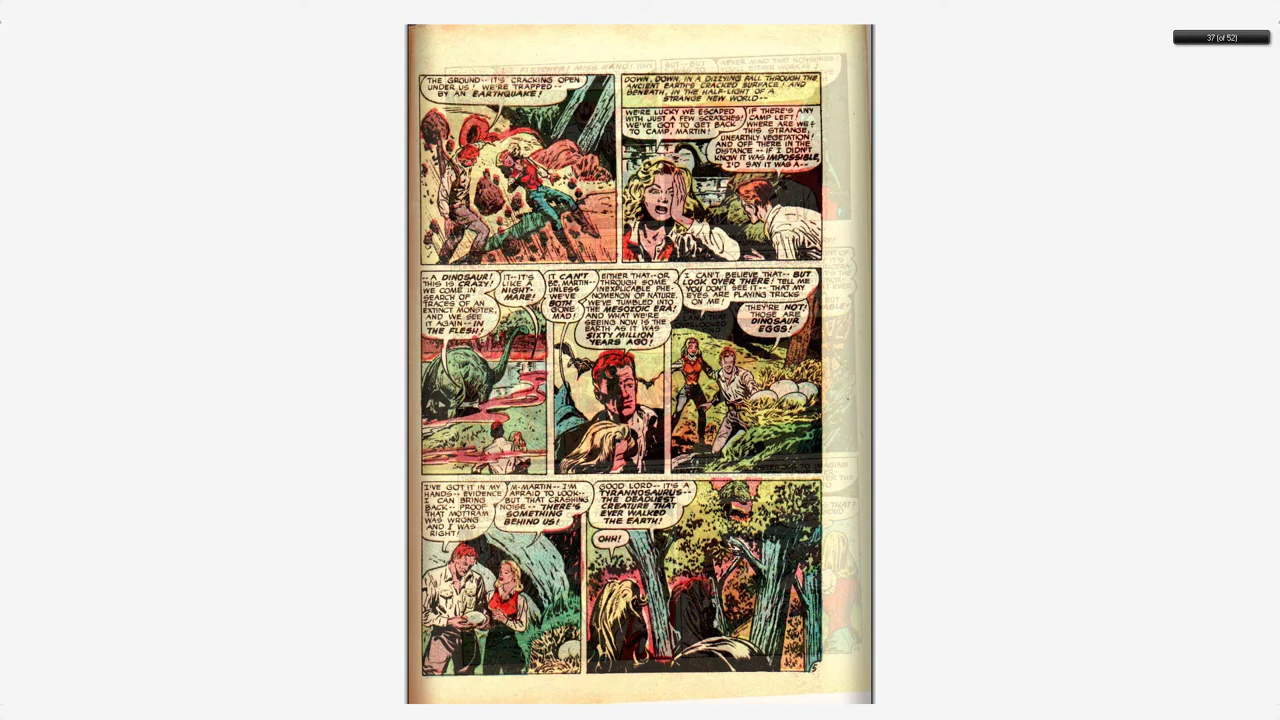 37 (of 52)
THE GROUND-- IT'S CRACKING OPEN
UNDER US! WE'RE TRAPPED--
BY AN EARTHQUAKE!
DOWN, DOWN, IN A DIZZYING FALL THROUGH THE
ANCIENT EARTH'S CRACKED SURFACE! AND
BENEATH, IN THE HALF-LIGHT OF A
STRANGE NEW WORLD--
WE'RE LUCKY WE ESCAPED
WITH JUST A FEW SCRATCHES!
WE'VE GOT TO GET BACK
TO CAMP, MARTIN!
IF THERE'S ANY
CAMP LEFT!
WHERE ARE WE?
THIS STRANGE,
UNEARTHLY VEGETATION!
AND OFF THERE IN THE
DISTANCE -- IF I DIDN'T
KNOW IT WAS IMPOSSIBLE,
I'D SAY IT WAS A--
--A DINOSAUR!
THIS IS CRAZY!
WE COME IN
SEARCH OF
TRACES OF AN
EXTINCT MONSTER,
AND WE SEE
IT AGAIN-- IN
THE FLESH!
IT--IT'S
LIKE A
NIGHT-
MARE!
IT CAN'T
BE, MARTIN--
UNLESS
WE'VE
BOTH
GONE
MAD!
EITHER THAT--OR
THROUGH SOME
INEXPLICABLE PHE-
NOMENON OF NATURE,
WE'VE TUMBLED INTO
THE MESOZOIC ERA!
AND WHAT WE'RE
SEEING NOW IS THE
EARTH AS IT WAS
SIXTY MILLION
YEARS AGO!
I CAN'T BELIEVE THAT-- BUT
LOOK OVER THERE! TELL ME
YOU DON'T SEE IT-- THAT MY
EYES ARE PLAYING TRICKS
ON ME!
THEY'RE NOT!
THOSE ARE
DINOSAUR
EGGS!
I'VE GOT IT IN MY
HANDS-- EVIDENCE
I CAN BRING
BACK-- PROOF
THAT MOTTRAM
WAS WRONG
AND I WAS
RIGHT!
M-MARTIN-- I'M
AFRAID TO LOOK--
BUT THAT CRASHING
NOISE-- THERE'S
SOMETHING
BEHIND US!
GOOD LORD-- IT'S A
TYRANNOSAURUS--
THE DEADLIEST
CREATURE THAT
EVER WALKED
THE EARTH!
OHH!
5